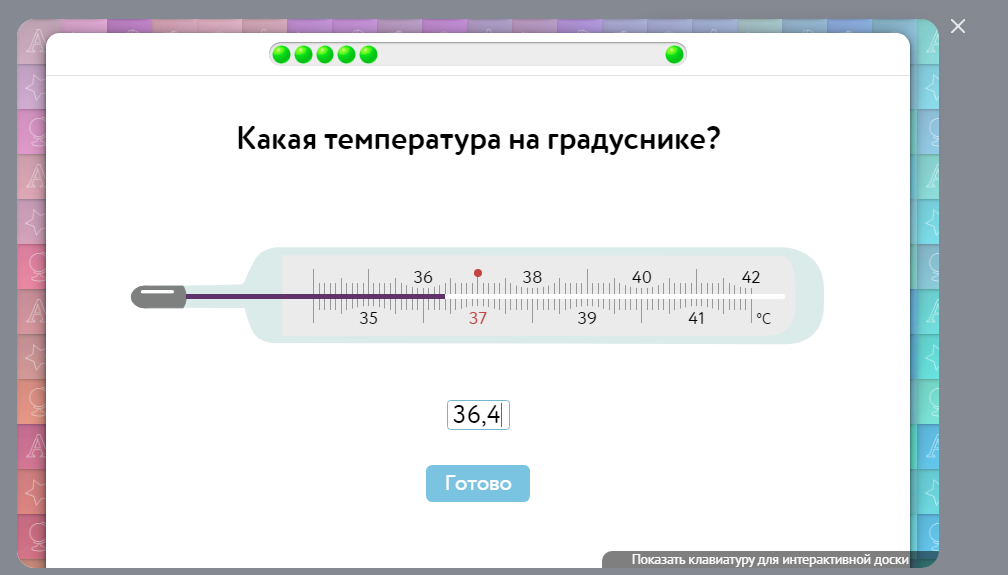 Какая температура на градуснике?
36 38 40 42
35 37 39 41 °C
36,4
Готово
Показать клавиатуру для интерактивной доски